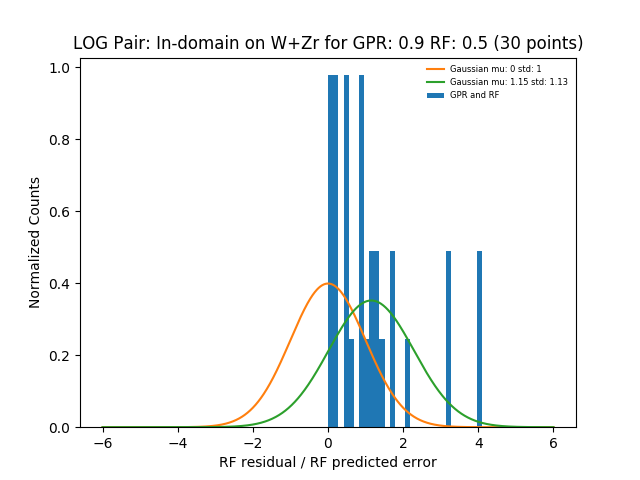 LOG Pair: In-domain on W+Zr for GPR: 0.9 RF: 0.5 (30 points)
Gaussian mu: 0 std: 1
Gaussian mu: 1.15 std: 1.13
GPR and RF
Normalized Counts
1.0
0.8
0.6
0.4
0.2
0.0
−6 −4 −2 0 2 4 6
RF residual / RF predicted error